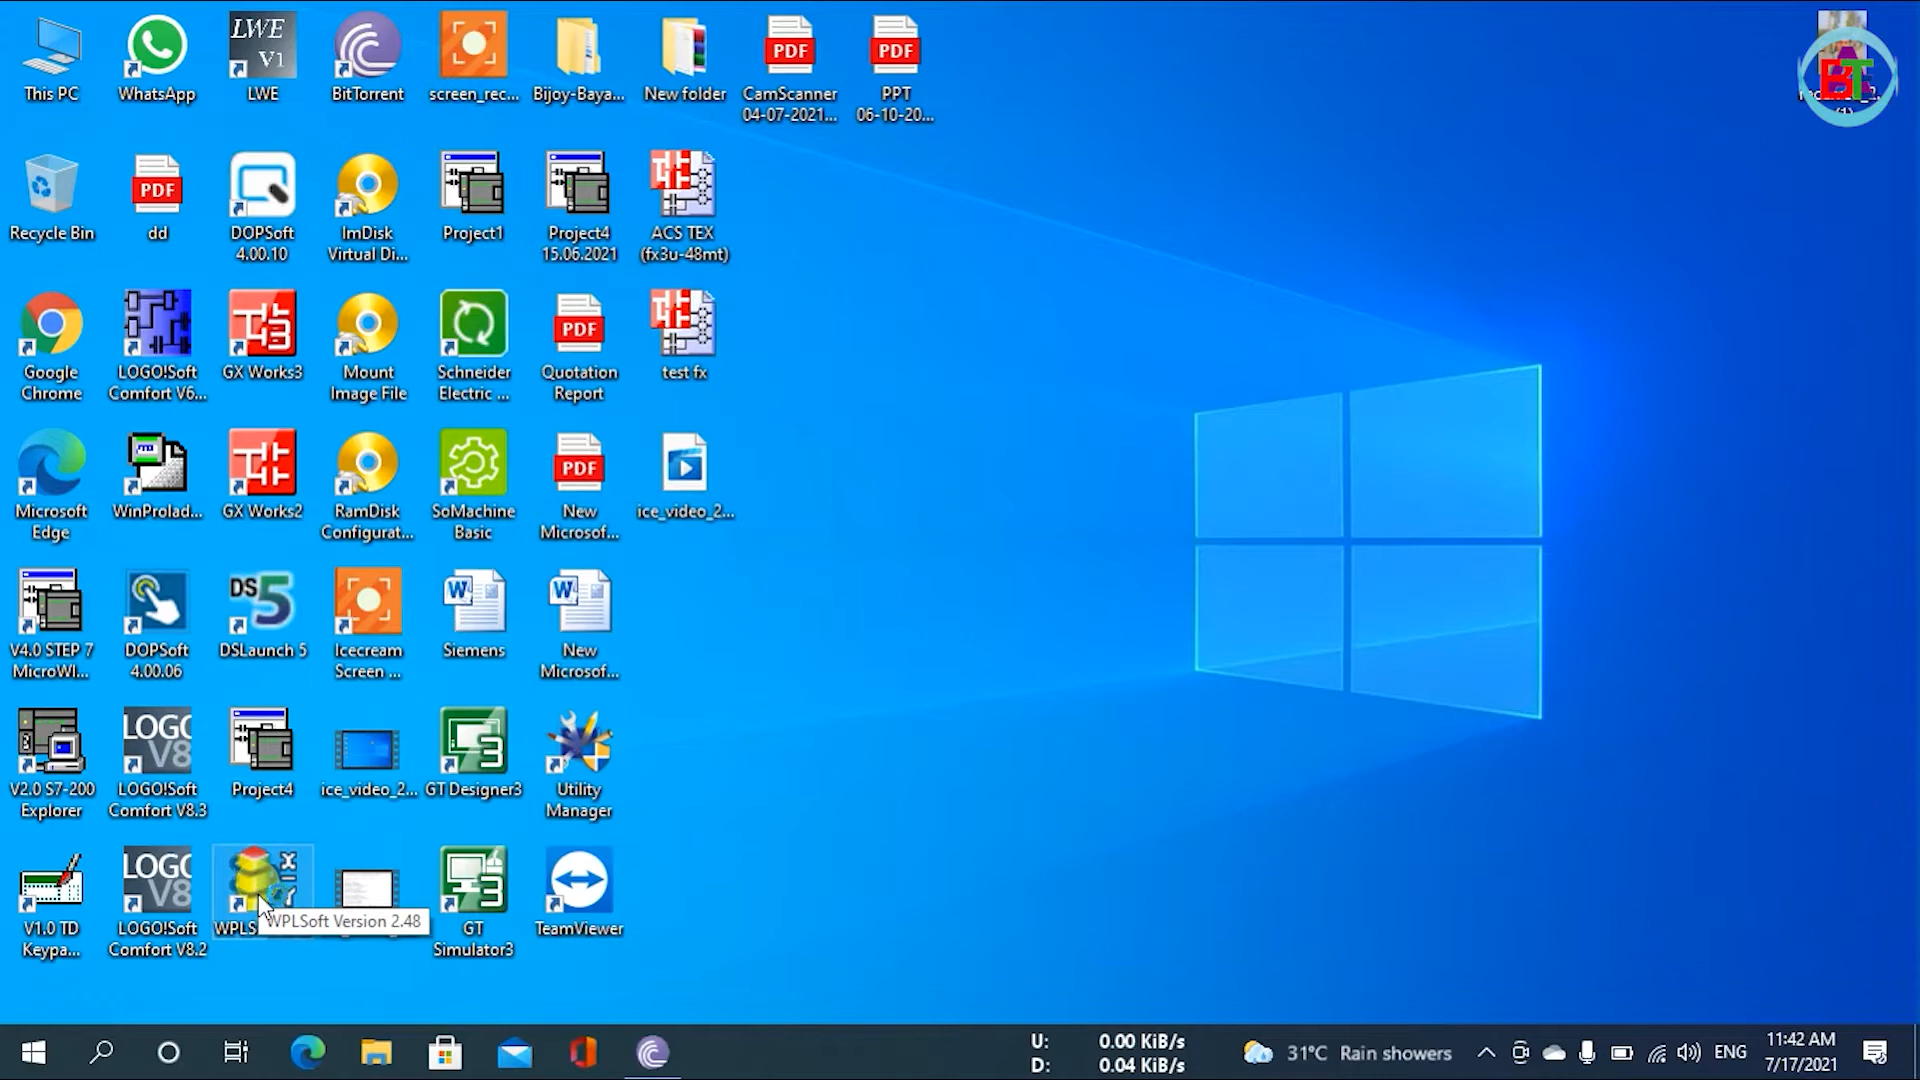 This PC
WhatsApp
LWE
V1
LWE
BitTorrent
screen_rec...
Bijoy-Baya...
New folder
PDF
CamScanner
04-07-2021...
PDF
PPT
06-10-20...
BT
Recycle Bin
PDF
dd
DOPSoft
4.00.10
ImDisk
Virtual Di...
Project1
Project4
15.06.2021
ACS TEX
(fx3u-48mt)
Google
Chrome
LOGO!Soft
Comfort V6...
3
GX Works3
Mount
Image File
Schneider
Electric ...
PDF
Quotation
Report
test fx
Microsoft
Edge
WinProlad...
GX Works2
RamDisk
Configurat...
SoMachine
Basic
PDF
New
Microsof...
ice_video_2...
V4.0 STEP 7
MicroWI...
DOPSoft
4.00.06
DS5
DSLaunch 5
Icecream
Screen ...
W
Siemens
W
New
Microsof...
V2.0 S7-200
Explorer
LOGO
V8
LOGO!Soft
Comfort V8.3
Project4
ice_video_2...
3
GT Designer3
Utility
Manager
V1.0 TD
Keypa...
LOGO
V8
LOGO!Soft
Comfort V8.2
WPLS
WPLSoft Version 2.48
3
GT
Simulator3
TeamViewer
U: 0.00 KiB/s
D: 0.04 KiB/s
31°C Rain showers
ENG
11:42 AM
7/17/2021